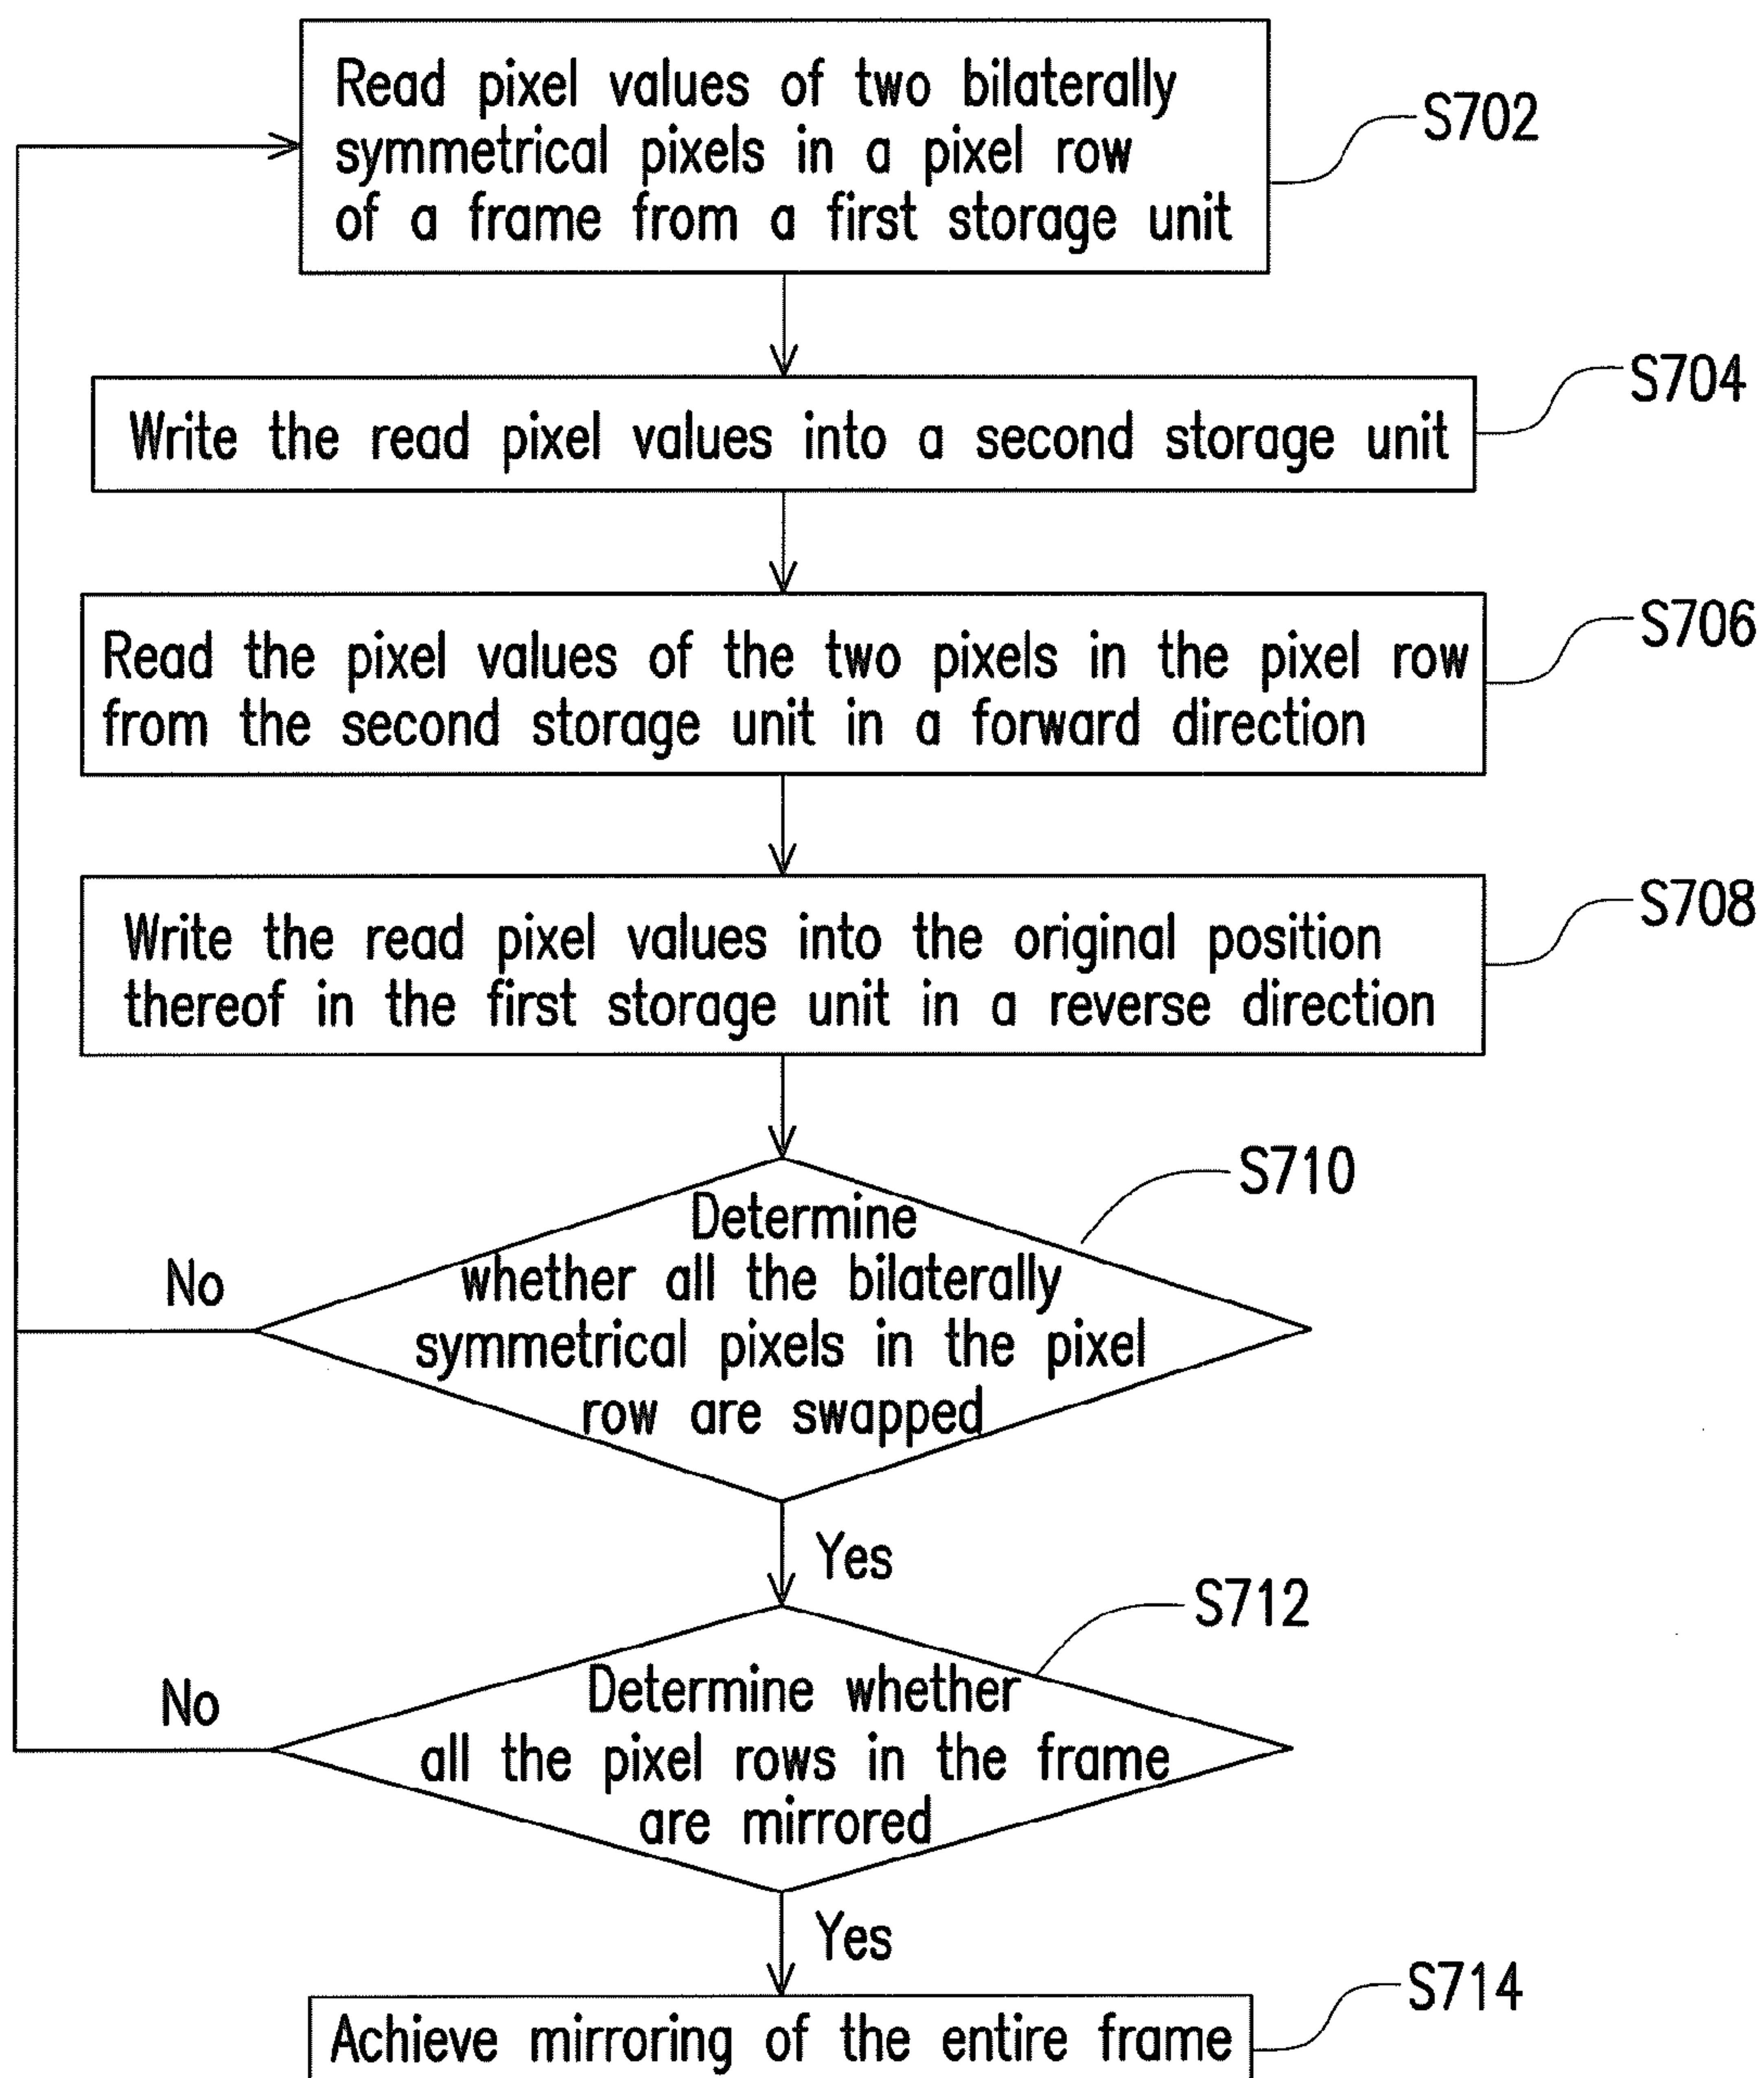 Read pixel values of two bilaterally
symmetrical pixels in a pixel row
of a frame from a first storage unit
S702
Write the read pixel values into a second storage unit
S704
Read the pixel values of the two pixels in the pixel row
from the second storage unit in a forward direction
S706
Write the read pixel values into the original position
thereof in the first storage unit in a reverse direction
S708
Determine
whether all the bilaterally
symmetrical pixels in the pixel
row are swapped
S710
No
Yes
Determine whether
all the pixel rows in the frame
are mirrored
S712
No
Yes
Achieve mirroring of the entire frame
S714